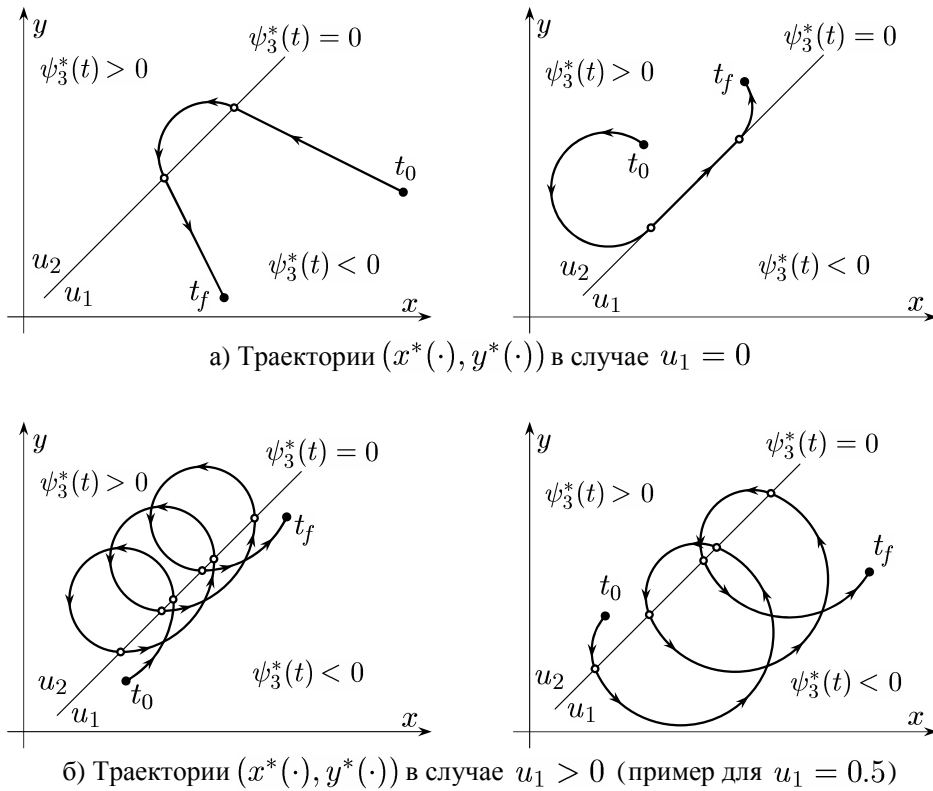 y
ψ₃*(t) = 0
ψ₃*(t) > 0
t₀
u₂
u₁
t_f
ψ₃*(t) < 0
x
y
ψ₃*(t) = 0
ψ₃*(t) > 0
t_f
t₀
u₂
u₁
ψ₃*(t) < 0
x
а) Траектории (x*(·), y*(·)) в случае u₁ = 0
y
ψ₃*(t) = 0
ψ₃*(t) > 0
t_f
t₀
u₂
u₁
ψ₃*(t) < 0
x
y
ψ₃*(t) = 0
ψ₃*(t) > 0
t_f
t₀
u₂
u₁
ψ₃*(t) < 0
x
б) Траектории (x*(·), y*(·)) в случае u₁ > 0 (пример для u₁ = 0.5)